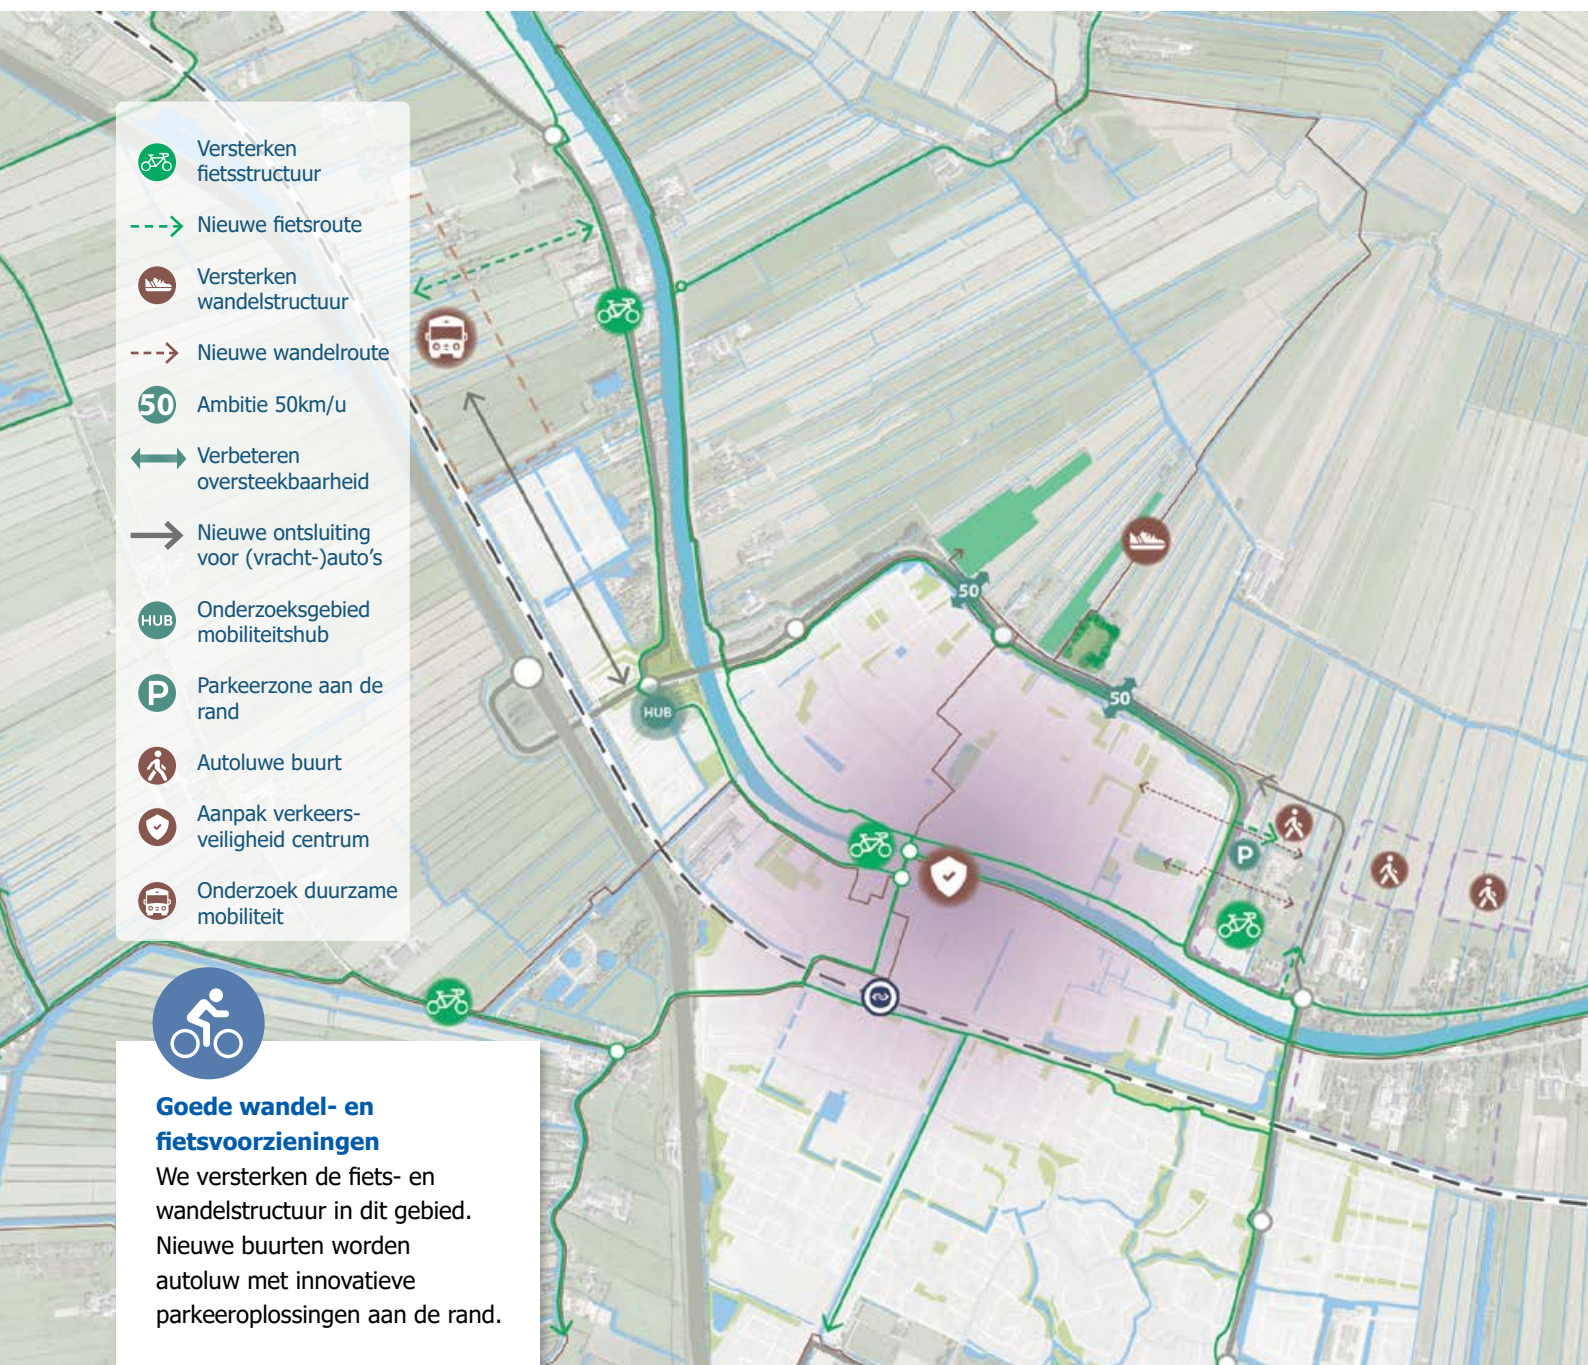 Versterken
fietsstructuur
Nieuwe fietsroute
Versterken
wandelstructuur
Nieuwe wandelroute
50
Ambitie 50km/u
Verbeteren
oversteekbaarheid
Nieuwe ontsluiting
voor (vracht-)auto's
HUB
Onderzoeksgebied
mobiliteitshub
P
Parkeerzone aan de
rand
Autoluwe buurt
Aanpak verkeers-
veiligheid centrum
Onderzoek duurzame
mobiliteit
50
50
HUB
P
Goede wandel- en
fietsvoorzieningen
We versterken de fiets- en
wandelstructuur in dit gebied.
Nieuwe buurten worden
autoluw met innovatieve
parkeeroplossingen aan de rand.